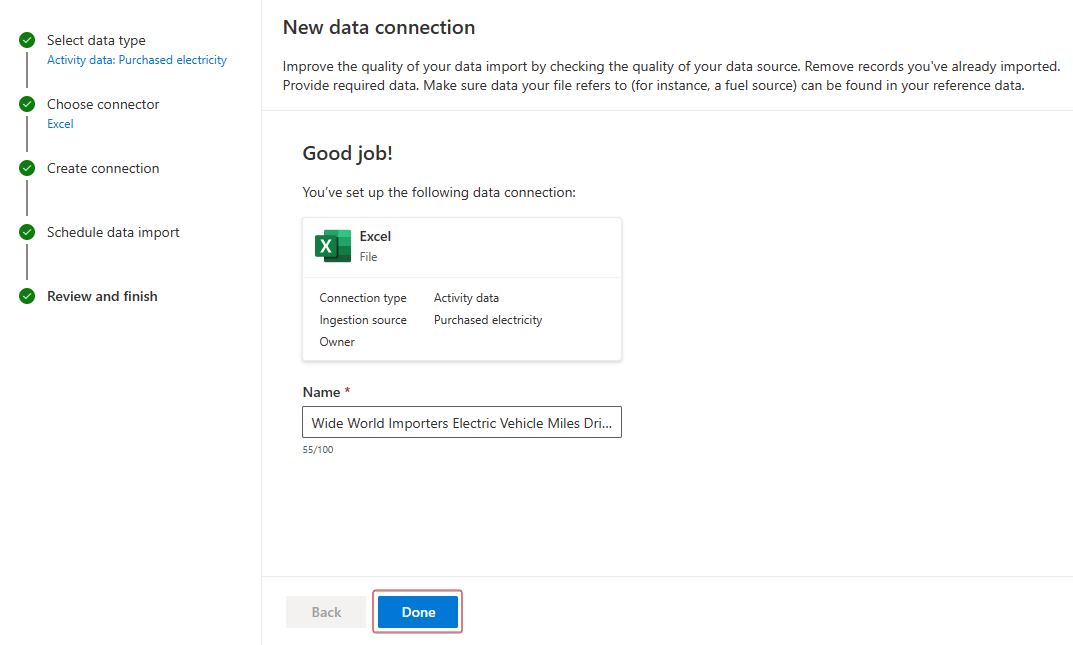 Select data type
Activity data: Purchased electricity
Choose connector
Excel
Create connection
Schedule data import
Review and finish
New data connection
Improve the quality of your data import by checking the quality of your data source. Remove records you've already imported.
Provide required data. Make sure data your file refers to (for instance, a fuel source) can be found in your reference data.
Good job!
You’ve set up the following data connection:
X
Excel
File
Connection type Activity data
Ingestion source Purchased electricity
Owner
Name *
Wide World Importers Electric Vehicle Miles Dri...
55/100
Back Done